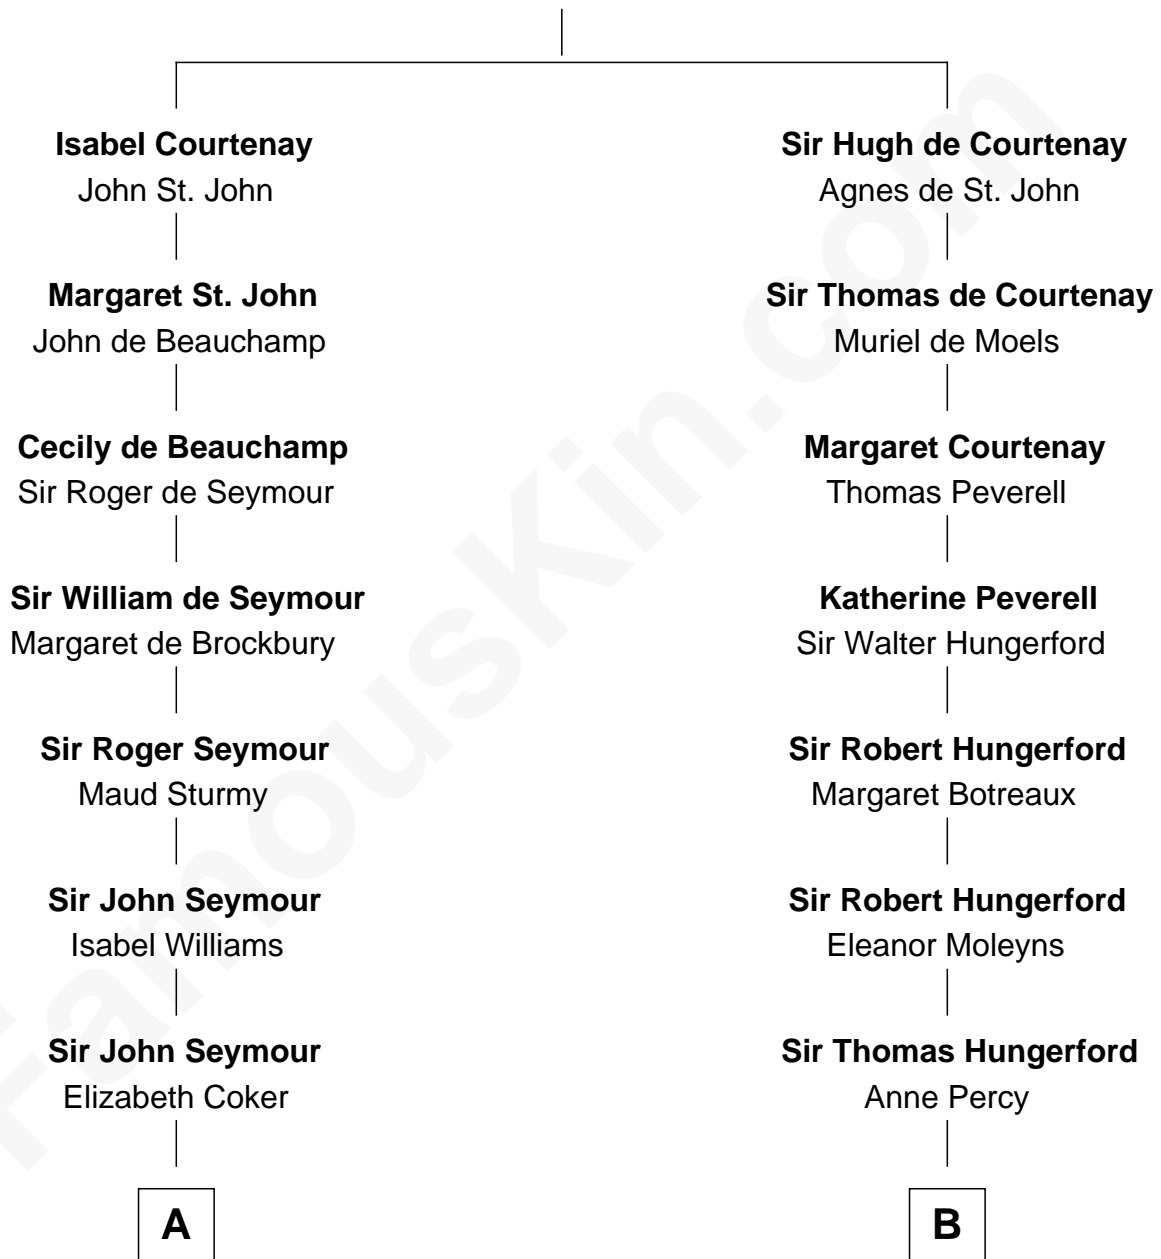 Isabel Courtenay
John St. John
Margaret St. John
John de Beauchamp
Cecily de Beauchamp
Sir Roger de Seymour
Sir William de Seymour
Margaret de Brockbury
Sir Roger Seymour
Maud Sturmy
Sir John Seymour
Isabel Williams
Sir John Seymour
Elizabeth Coker
A
Sir Hugh de Courtenay
Agnes de St. John
Sir Thomas de Courtenay
Muriel de Moels
Margaret Courtenay
Thomas Peverell
Katherine Peverell
Sir Walter Hungerford
Sir Robert Hungerford
Margaret Botreaux
Sir Robert Hungerford
Eleanor Moleyns
Sir Thomas Hungerford
Anne Percy
B
FamousKin.com